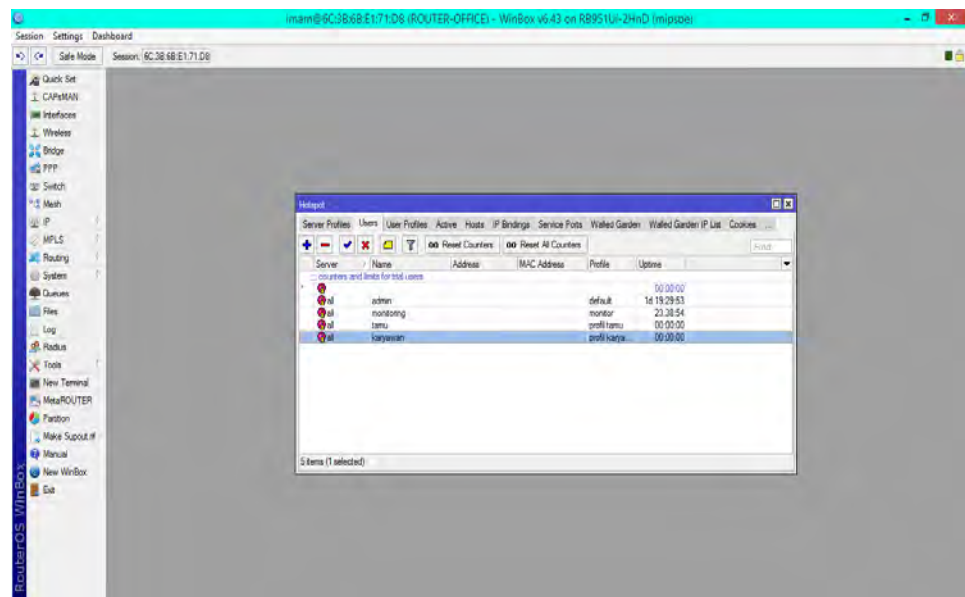 imam@6C:3B:6B:E1:71:D8 (ROUTER-OFFICE) - WinBox v6.43 on RB951Ui-2HnD (mipsbe)
Session Settings Dashboard
Safe Mode Session: 6C:3B:6B:E1:71:D8
Quick Set
CAPsMAN
Interfaces
Wireless
Bridge
PPP
Switch
Mesh
IP
MPLS
Routing
System
Queues
Files
Log
Radius
Tools
New Terminal
MetaROUTER
Partition
Make Supout.rif
Manual
New WinBox
Exit
RouterOS WinBox
Hotspot
Server Profiles Users User Profiles Active Hosts IP Bindings Service Ports Walled Garden Walled Garden IP List Cookies ...
00 Reset Counters 00 Reset All Counters Find
Server Name Address MAC Address Profile Uptime
::: counters and limits for trial users
00:00:00
all admin default 1d 19:29:53
all monitoring monitor 23:38:54
all tamu profil tamu 00:00:00
all karyawan profil karya... 00:00:00
5 items (1 selected)